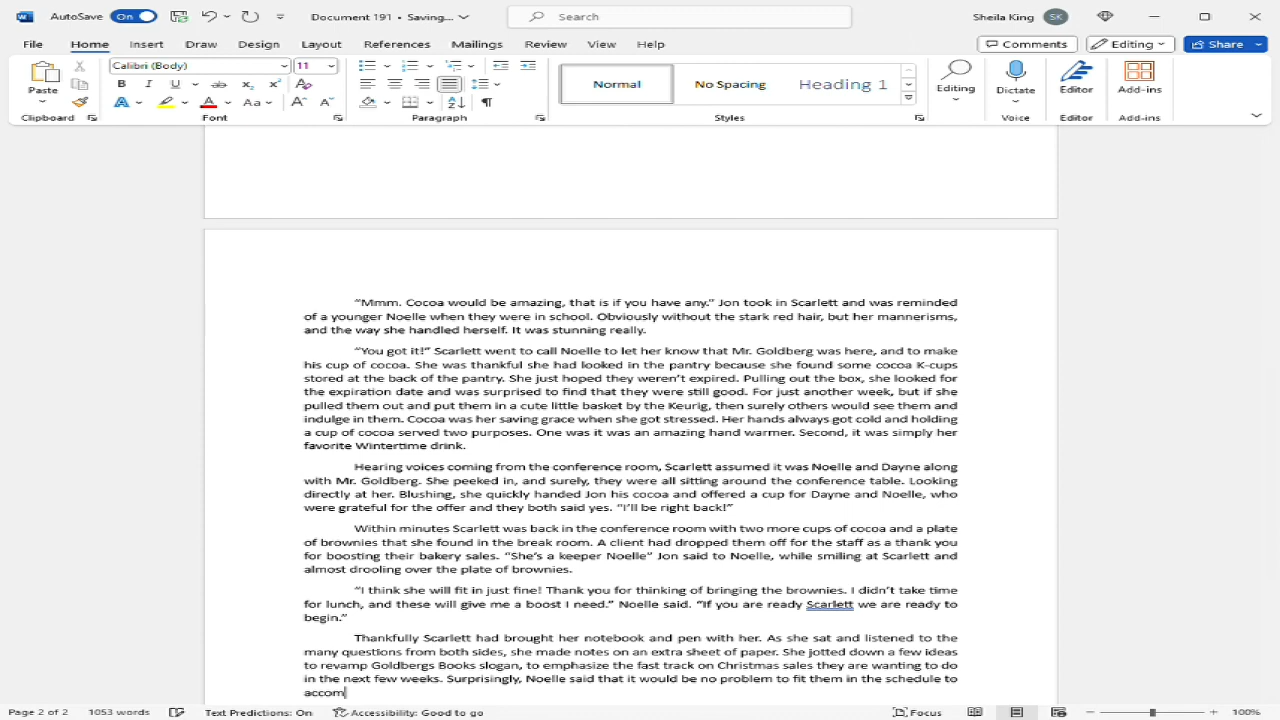 AutoSave On Document 191 • Saving... Search Sheila King SK
File Home Insert Draw Design Layout References Mailings Review View Help Comments Editing Share
Calibri (Body) 11
Paste B I U ab x₂ x² A Aa A A Normal No Spacing Heading 1 Editing Dictate Editor Add-ins
Clipboard Font Paragraph Styles Voice Editor Add-ins
“Mmm. Cocoa would be amazing, that is if you have any.” Jon took in Scarlett and was reminded
of a younger Noelle when they were in school. Obviously without the stark red hair, but her mannerisms,
and the way she handled herself. It was stunning really.
“You got it!” Scarlett went to call Noelle to let her know that Mr. Goldberg was here, and to make
his cup of cocoa. She was thankful she had looked in the pantry because she found some cocoa K-cups
stored at the back of the pantry. She just hoped they weren’t expired. Pulling out the box, she looked for
the expiration date and was surprised to find that they were still good. For just another week, but if she
pulled them out and put them in a cute little basket by the Keurig, then surely others would see them and
indulge in them. Cocoa was her saving grace when she got stressed. Her hands always got cold and holding
a cup of cocoa served two purposes. One was it was an amazing hand warmer. Second, it was simply her
favorite Wintertime drink.
Hearing voices coming from the conference room, Scarlett assumed it was Noelle and Dayne along
with Mr. Goldberg. She peeked in, and surely, they were all sitting around the conference table. Looking
directly at her. Blushing, she quickly handed Jon his cocoa and offered a cup for Dayne and Noelle, who
were grateful for the offer and they both said yes. “I’ll be right back!”
Within minutes Scarlett was back in the conference room with two more cups of cocoa and a plate
of brownies that she found in the break room. A client had dropped them off for the staff as a thank you
for boosting their bakery sales. “She’s a keeper Noelle” Jon said to Noelle, while smiling at Scarlett and
almost drooling over the plate of brownies.
“I think she will fit in just fine! Thank you for thinking of bringing the brownies. I didn’t take time
for lunch, and these will give me a boost I need.” Noelle said. “If you are ready Scarlett we are ready to
begin.”
Thankfully Scarlett had brought her notebook and pen with her. As she sat and listened to the
many questions from both sides, she made notes on an extra sheet of paper. She jotted down a few ideas
to revamp Goldbergs Books slogan, to emphasize the fast track on Christmas sales they are wanting to do
in the next few weeks. Surprisingly, Noelle said that it would be no problem to fit them in the schedule to
accom
Page 2 of 2 1053 words Text Predictions: On Accessibility: Good to go Focus 100%